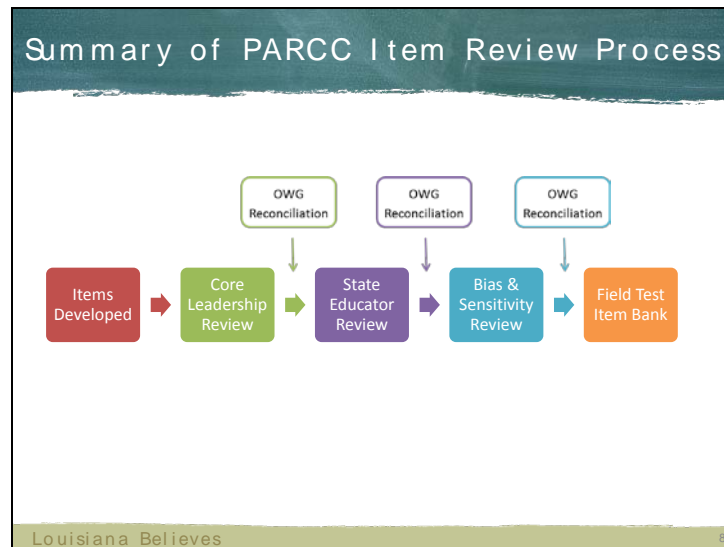 Summary of PARCC Item Review Process
OWG
Reconciliation
OWG
Reconciliation
OWG
Reconciliation
Items
Developed
Core
Leadership
Review
State
Educator
Review
Bias &
Sensitivity
Review
Field Test
Item Bank
Louisiana Believes